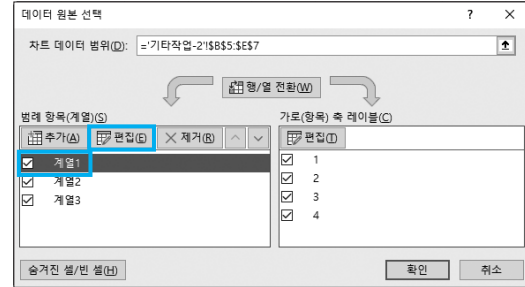 데이터 원본 선택 ? ×
차트 데이터 범위(D): ='기타작업-2'!$B$5:$E$7
행/열 전환(W)
범례 항목(계열)(S)
추가(A) 편집(E) 제거(R)
계열1
계열2
계열3
가로(항목) 축 레이블(C)
편집(T)
1
2
3
4
숨겨진 셀/빈 셀(H)
확인 취소